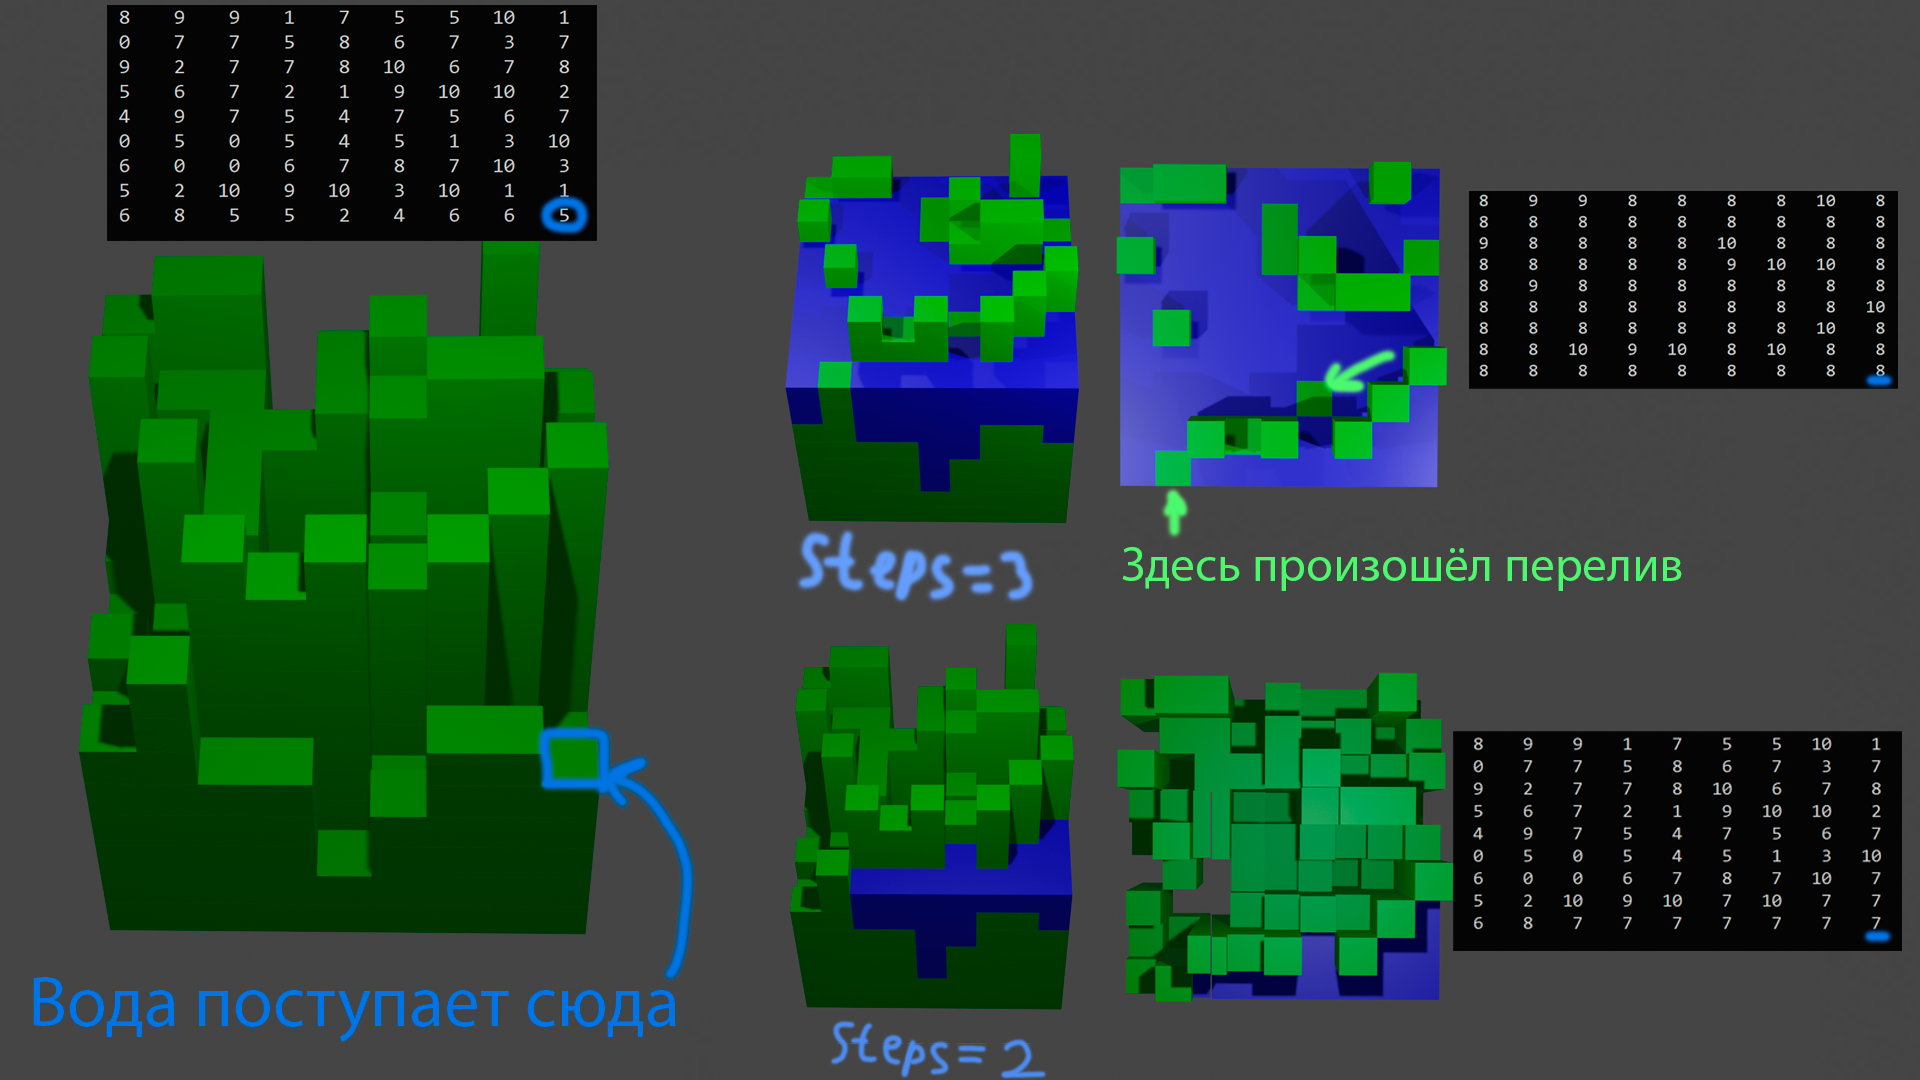 8 9 9 1 7 5 5 10 1
0 7 7 5 8 6 7 3 7
9 2 7 7 8 10 6 7 8
5 6 7 2 1 9 10 10 2
4 9 7 5 4 7 5 6 7
0 5 0 5 4 5 1 3 10
6 0 0 6 7 8 7 10 3
5 2 10 9 10 3 10 1 1
6 8 5 5 2 4 6 6 5
Вода поступает сюда
Steps=3
8 9 9 8 8 8 8 10 8
8 8 8 8 8 8 8 8 8
9 8 8 8 8 10 8 8 8
8 8 8 8 8 9 10 10 8
8 9 8 8 8 8 8 8 8
8 8 8 8 8 8 8 8 10
8 8 8 8 8 8 8 10 8
8 8 10 9 10 8 10 8 8
8 8 8 8 8 8 8 8 8
Здесь произошёл перелив
Steps=2
8 9 9 1 7 5 5 10 1
0 7 7 5 8 6 7 3 7
9 2 7 7 8 10 6 7 8
5 6 7 2 1 9 10 10 2
4 9 7 5 4 7 5 6 7
0 5 0 5 4 5 1 3 10
6 0 0 6 7 8 7 10 7
5 2 10 9 10 7 10 7 7
6 8 7 7 7 7 7 7 7